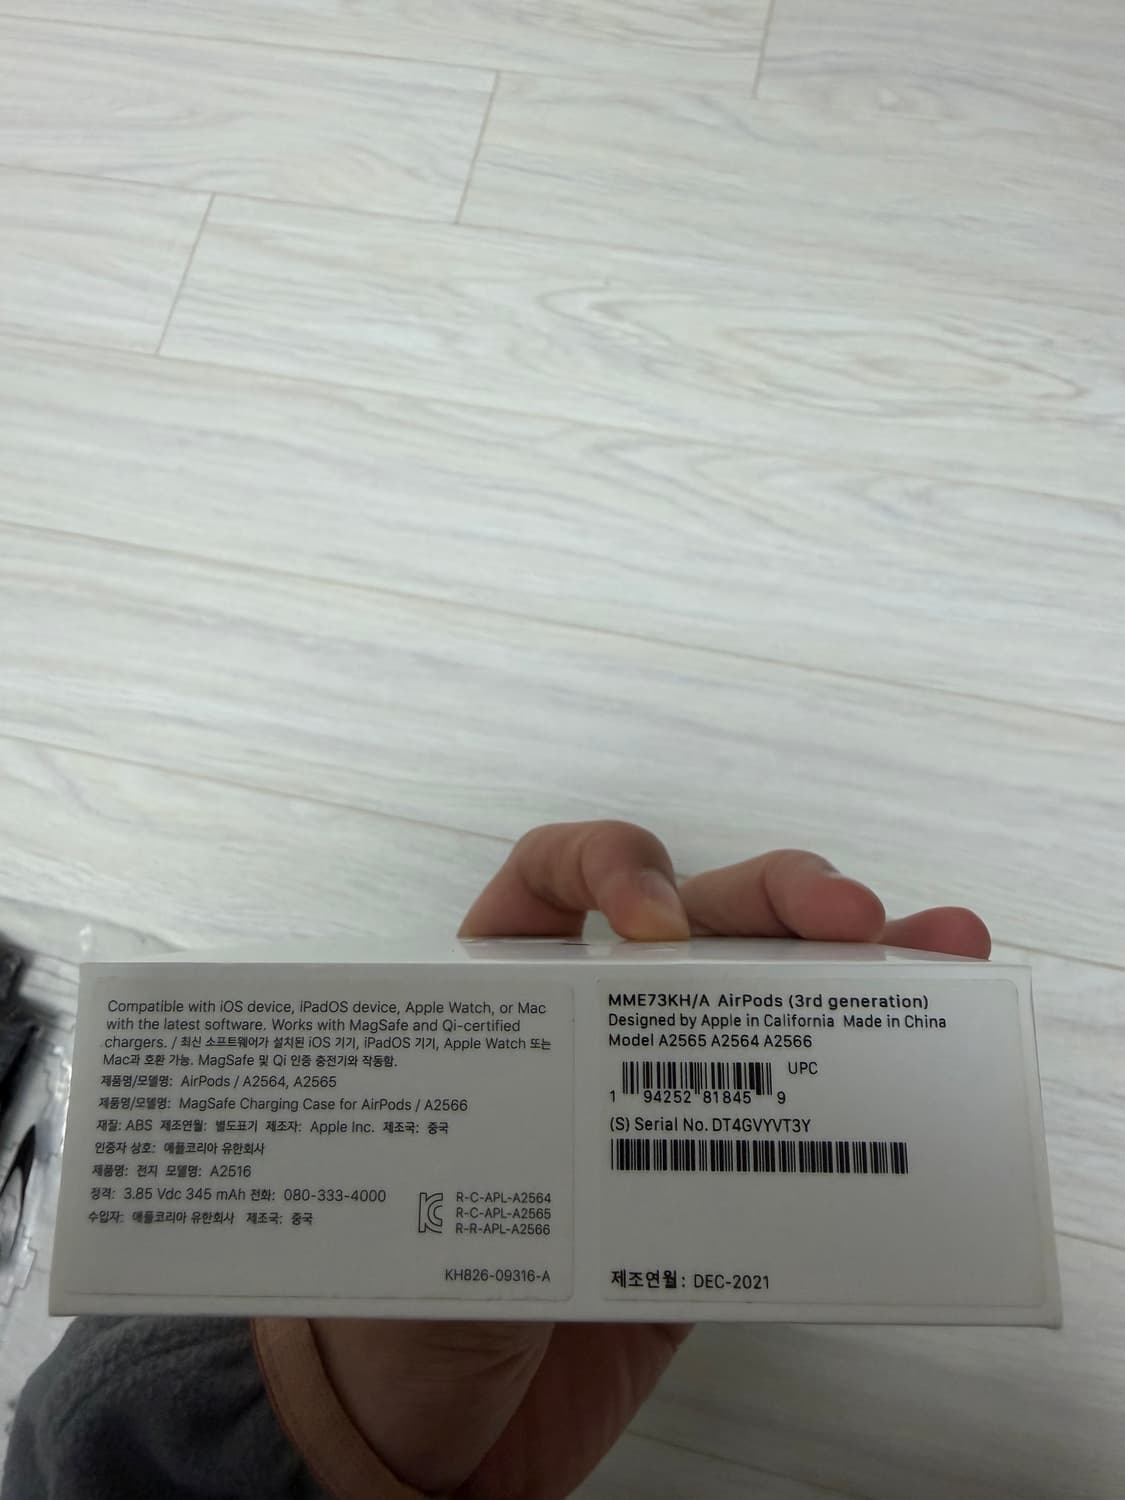 Compatible with iOS device, iPadOS device, Apple Watch, or Mac
with the latest software. Works with MagSafe and Qi-certified
chargers. / 최신 소프트웨어가 설치된 iOS 기기, iPadOS 기기, Apple Watch 또는
Mac과 호환 가능. MagSafe 및 Qi 인증 충전기와 작동함.
제품명/모델명: AirPods / A2564, A2565
제품명/모델명: MagSafe Charging Case for AirPods / A2566
재질: ABS 제조연월: 별도표기 제조자: Apple Inc. 제조국: 중국
인증자 상호: 애플코리아 유한회사
제품명: 전지 모델명: A2516
정격: 3.85 Vdc 345 mAh 전화: 080-333-4000
수입자: 애플코리아 유한회사 제조국: 중국
R-C-APL-A2564
R-C-APL-A2565
R-R-APL-A2566
KH826-09316-A
MME73KH/A AirPods (3rd generation)
Designed by Apple in California Made in China
Model A2565 A2564 A2566
UPC
1 94252 81845 9
(S) Serial No. DT4GVYVT3Y
제조연월: DEC-2021